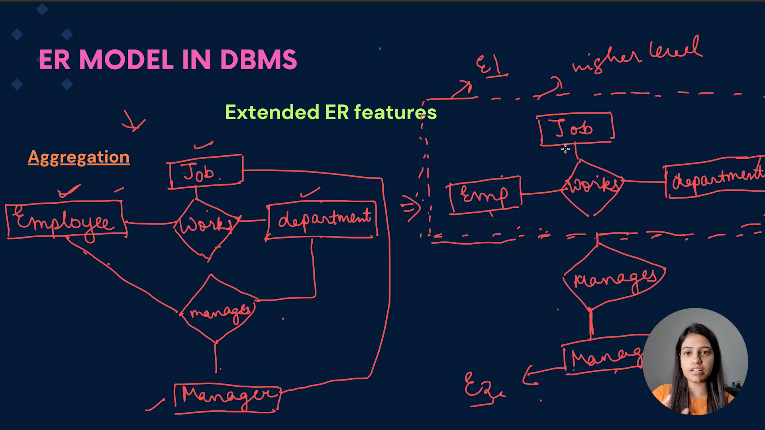 ER MODEL IN DBMS
Extended ER features
Aggregation
Job.
Employee
Works
department
manages
Manager
E1
higher level
Job
Emp
Works
department
Manages
Manag
E2